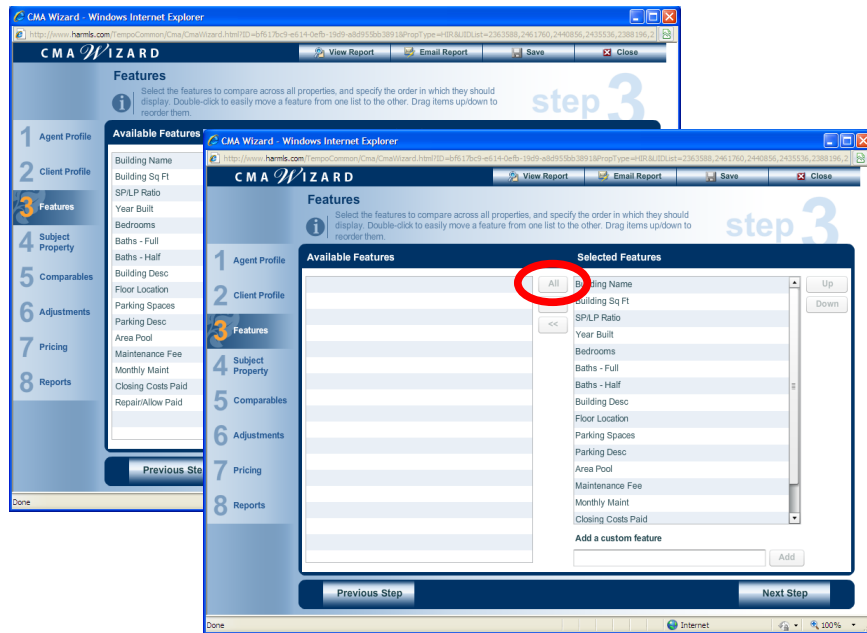 CMA Wizard - Windows Internet Explorer
http://www.harmls.com/TempoCommon/Cma/CmaWizard.html?ID=bf617bc9-e614-0efb-19d9-a8d955bb3891&PropType=HIR&UIDList=2363588,2461760,2440856,2435536,2388196,2
CMA WIZARD
View Report
Email Report
Save
Close
Features
Select the features to compare across all properties, and specify the order in which they should
display. Double-click to easily move a feature from one list to the other. Drag items up/down to
reorder them.
step 3
1 Agent Profile
2 Client Profile
3 Features
4 Subject
Property
5 Comparables
6 Adjustments
7 Pricing
8 Reports
Available Features
Building Name
Building Sq Ft
SP/LP Ratio
Year Built
Bedrooms
Baths - Full
Baths - Half
Building Desc
Floor Location
Parking Spaces
Parking Desc
Area Pool
Maintenance Fee
Monthly Maint
Closing Costs Paid
Repair/Allow Paid
Previous Ste
Done
CMA Wizard - Windows Internet Explorer
http://www.harmls.com/TempoCommon/Cma/CmaWizard.html?ID=bf617bc9-e614-0efb-19d9-a8d955bb3891&PropType=HIR&UIDList=2363588,2461760,2440856,2435536,2388196,2
CMA WIZARD
View Report
Email Report
Save
Close
Features
Select the features to compare across all properties, and specify the order in which they should
display. Double-click to easily move a feature from one list to the other. Drag items up/down to
reorder them.
step 3
1 Agent Profile
2 Client Profile
3 Features
4 Subject
Property
5 Comparables
6 Adjustments
7 Pricing
8 Reports
Available Features
All
<<
Selected Features
Building Name
Building Sq Ft
SP/LP Ratio
Year Built
Bedrooms
Baths - Full
Baths - Half
Building Desc
Floor Location
Parking Spaces
Parking Desc
Area Pool
Maintenance Fee
Monthly Maint
Closing Costs Paid
Up
Down
Add a custom feature
Add
Previous Step
Next Step
Done
Internet
100%